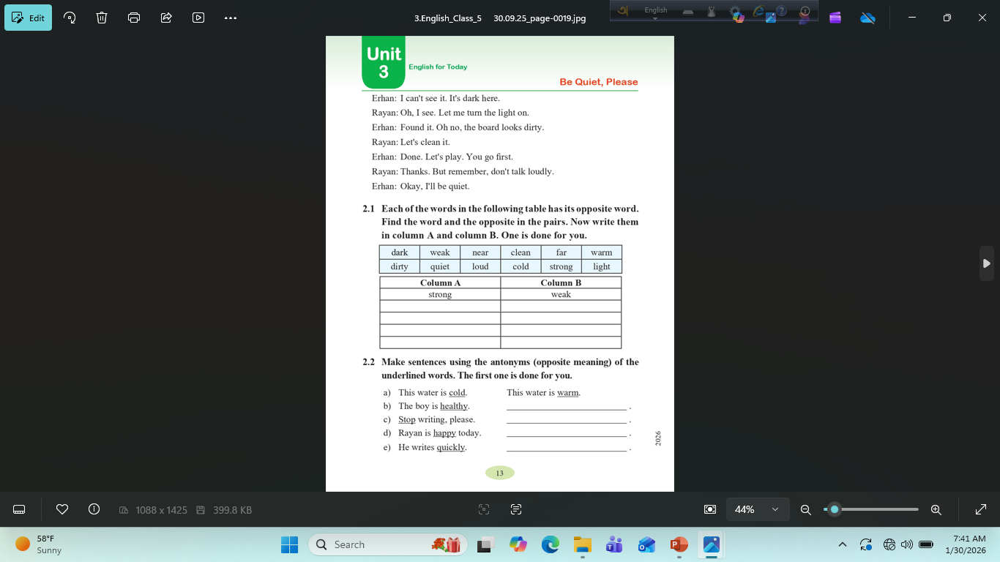 Edit
3.English_Class_5 30.09.25_page-0019.jpg
English
Unit
3
English for Today
Be Quiet, Please
Erhan: I can't see it. It's dark here.
Rayan: Oh, I see. Let me turn the light on.
Erhan: Found it. Oh no, the board looks dirty.
Rayan: Let's clean it.
Erhan: Done. Let's play. You go first.
Rayan: Thanks. But remember, don't talk loudly.
Erhan: Okay, I'll be quiet.
2.1 Each of the words in the following table has its opposite word.
Find the word and the opposite in the pairs. Now write them
in column A and column B. One is done for you.
dark weak near clean far warm
dirty quiet loud cold strong light
Column A Column B
strong weak
2.2 Make sentences using the antonyms (opposite meaning) of the
underlined words. The first one is done for you.
a) This water is cold. This water is warm.
b) The boy is healthy. ____________________ .
c) Stop writing, please. ____________________ .
d) Rayan is happy today. ____________________ .
e) He writes quickly. ____________________ .
2026
13
1088 x 1425 399.8 KB
44%
58°F
Sunny
Search
7:41 AM
1/30/2026